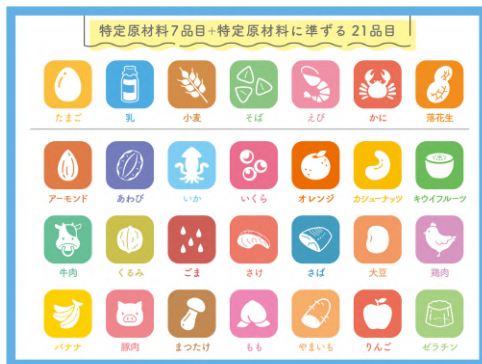 特定原材料7品目+特定原材料に準ずる 21品目
たまご 乳 小麦 そば えび かに 落花生
アーモンド あわび いか いくら オレンジ カシューナッツ キウイフルーツ
牛肉 くるみ ごま さけ さば 大豆 鶏肉
バナナ 豚肉 まつたけ もも やまいも りんご ゼラチン